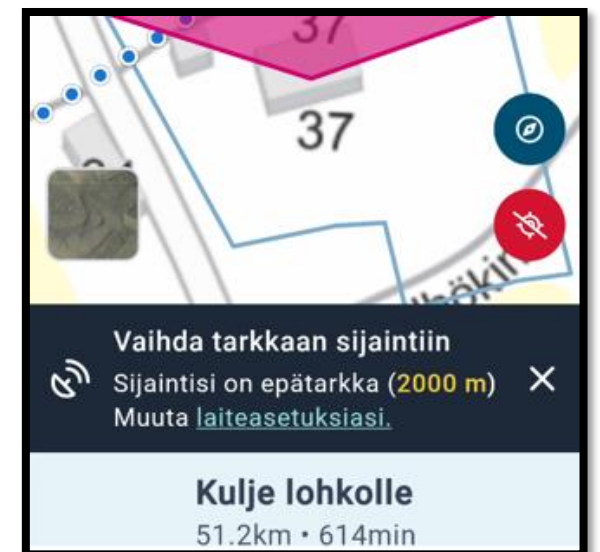 37
37
Vaihda tarkkaan sijaintiin
Sijaintisi on epätarkka (2000 m)
Muuta laiteasetuksiasi.
Kulje lohkolle
51.2km • 614min